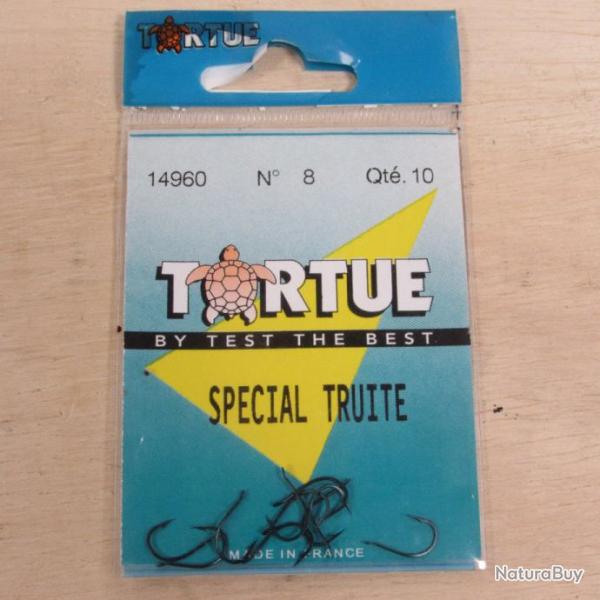 TORTUE
14960 N° 8 Qté. 10
TORTUE
BY TEST THE BEST
SPECIAL TRUITE
MADE IN FRANCE
NaturaBuy